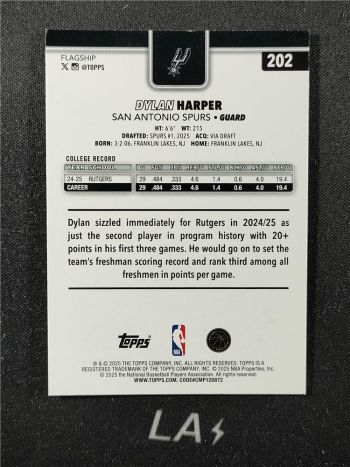 FLAGSHIP
@TOPPS
202
DYLAN HARPER
SAN ANTONIO SPURS • GUARD
HT: 6'6" WT: 215
DRAFTED: SPURS #1, 2025 ACQ: VIA DRAFT
BORN: 3-2-06, FRANKLIN LAKES, NJ HOME: FRANKLIN LAKES, NJ
COLLEGE RECORD
YEAR SCHOOL
24-25 RUTGERS 29 .484 .333 4.6 1.4 0.6 4.0 19.4
CAREER 29 .484 .333 4.6 1.4 0.6 4.0 19.4
Dylan sizzled immediately for Rutgers in 2024/25 as
just the second player in program history with 20+
points in his first three games. He would go on to set the
team's freshman scoring record and rank third among all
freshmen in points per game.
Topps
NBA
® & © 2025 THE TOPPS COMPANY, INC. ALL RIGHTS RESERVED. TOPPS IS A
REGISTERED TRADEMARK OF THE TOPPS COMPANY, INC. © 2025 NBA Properties, Inc.
© 2025 the National Basketball Players Association. All rights reserved.
WWW.TOPPS.COM. CODE#CMP120872
LA